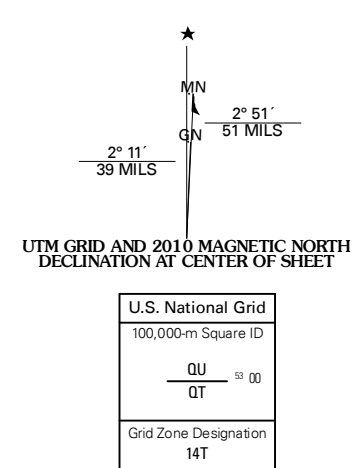 ★
MN
2° 51´
51 MILS
GN
2° 11´
39 MILS
UTM GRID AND 2010 MAGNETIC NORTH
DECLINATION AT CENTER OF SHEET
U.S. National Grid
100,000-m Square ID
QU
53 00
QT
Grid Zone Designation
14T